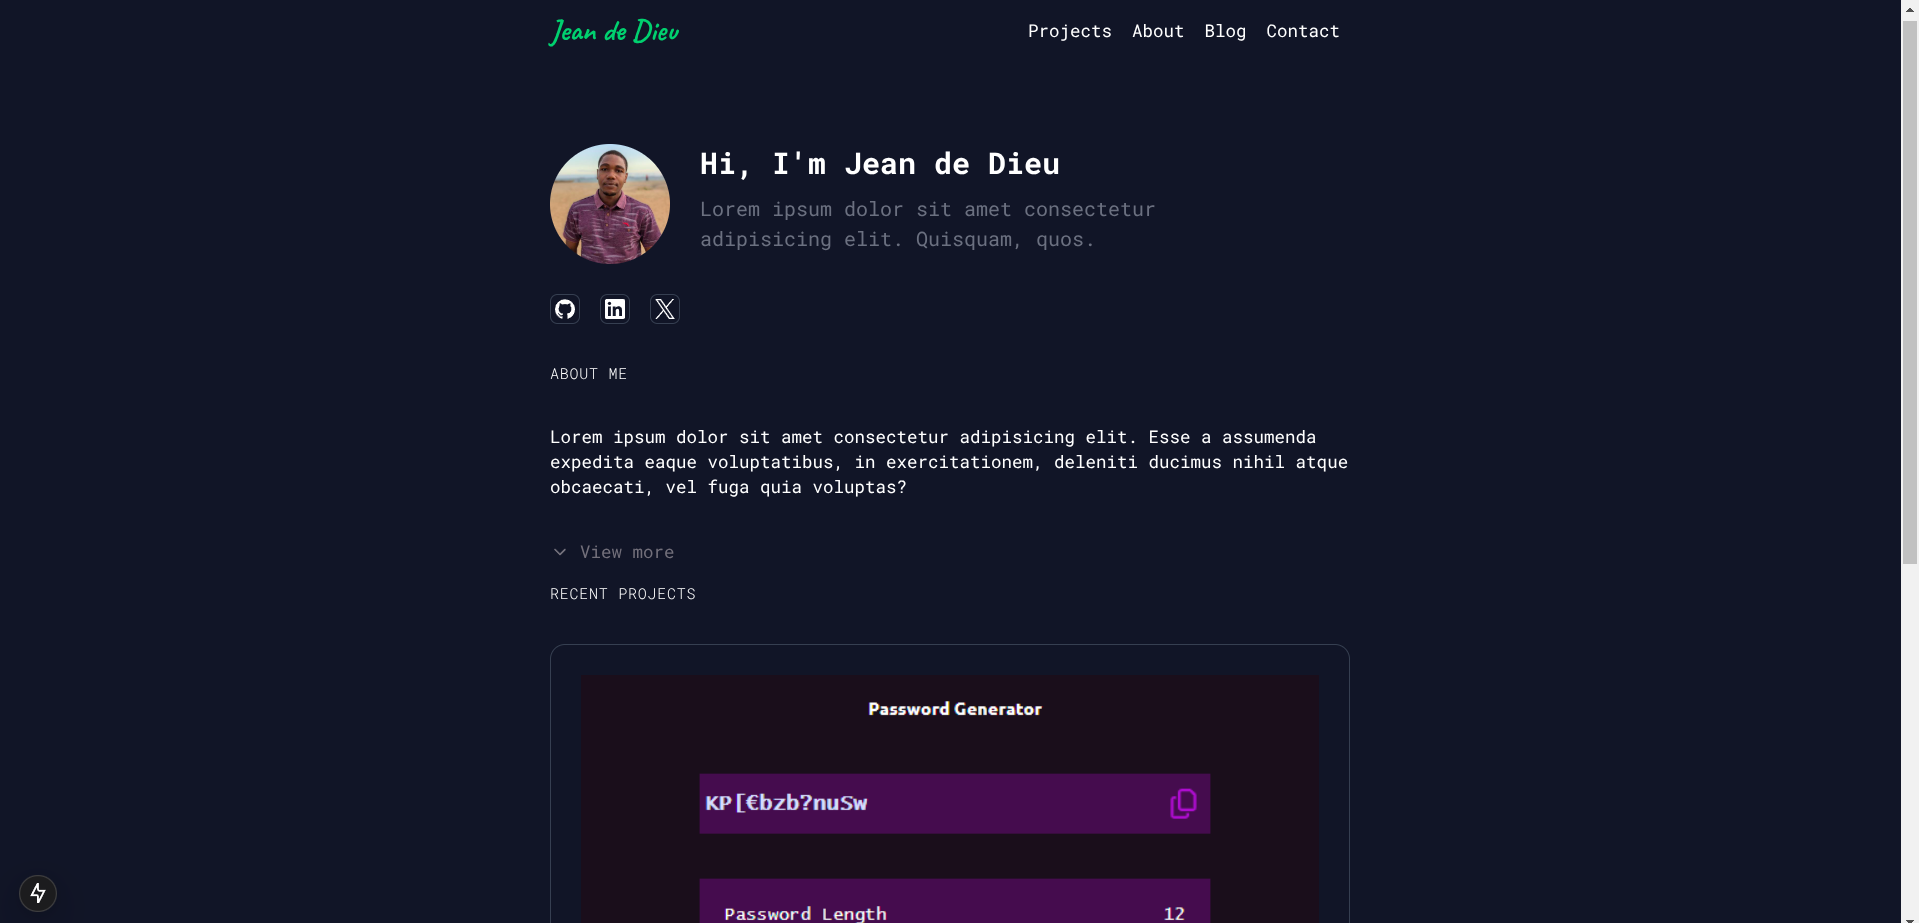 Jean de Dieu
Projects About Blog Contact
Hi, I'm Jean de Dieu
Lorem ipsum dolor sit amet consectetur
adipisicing elit. Quisquam, quos.
ABOUT ME
Lorem ipsum dolor sit amet consectetur adipisicing elit. Esse a assumenda
expedita eaque voluptatibus, in exercitationem, deleniti ducimus nihil atque
obcaecati, vel fuga quia voluptas?
View more
RECENT PROJECTS
Password Generator
KP[€bzb?nuSw
Password Length 12